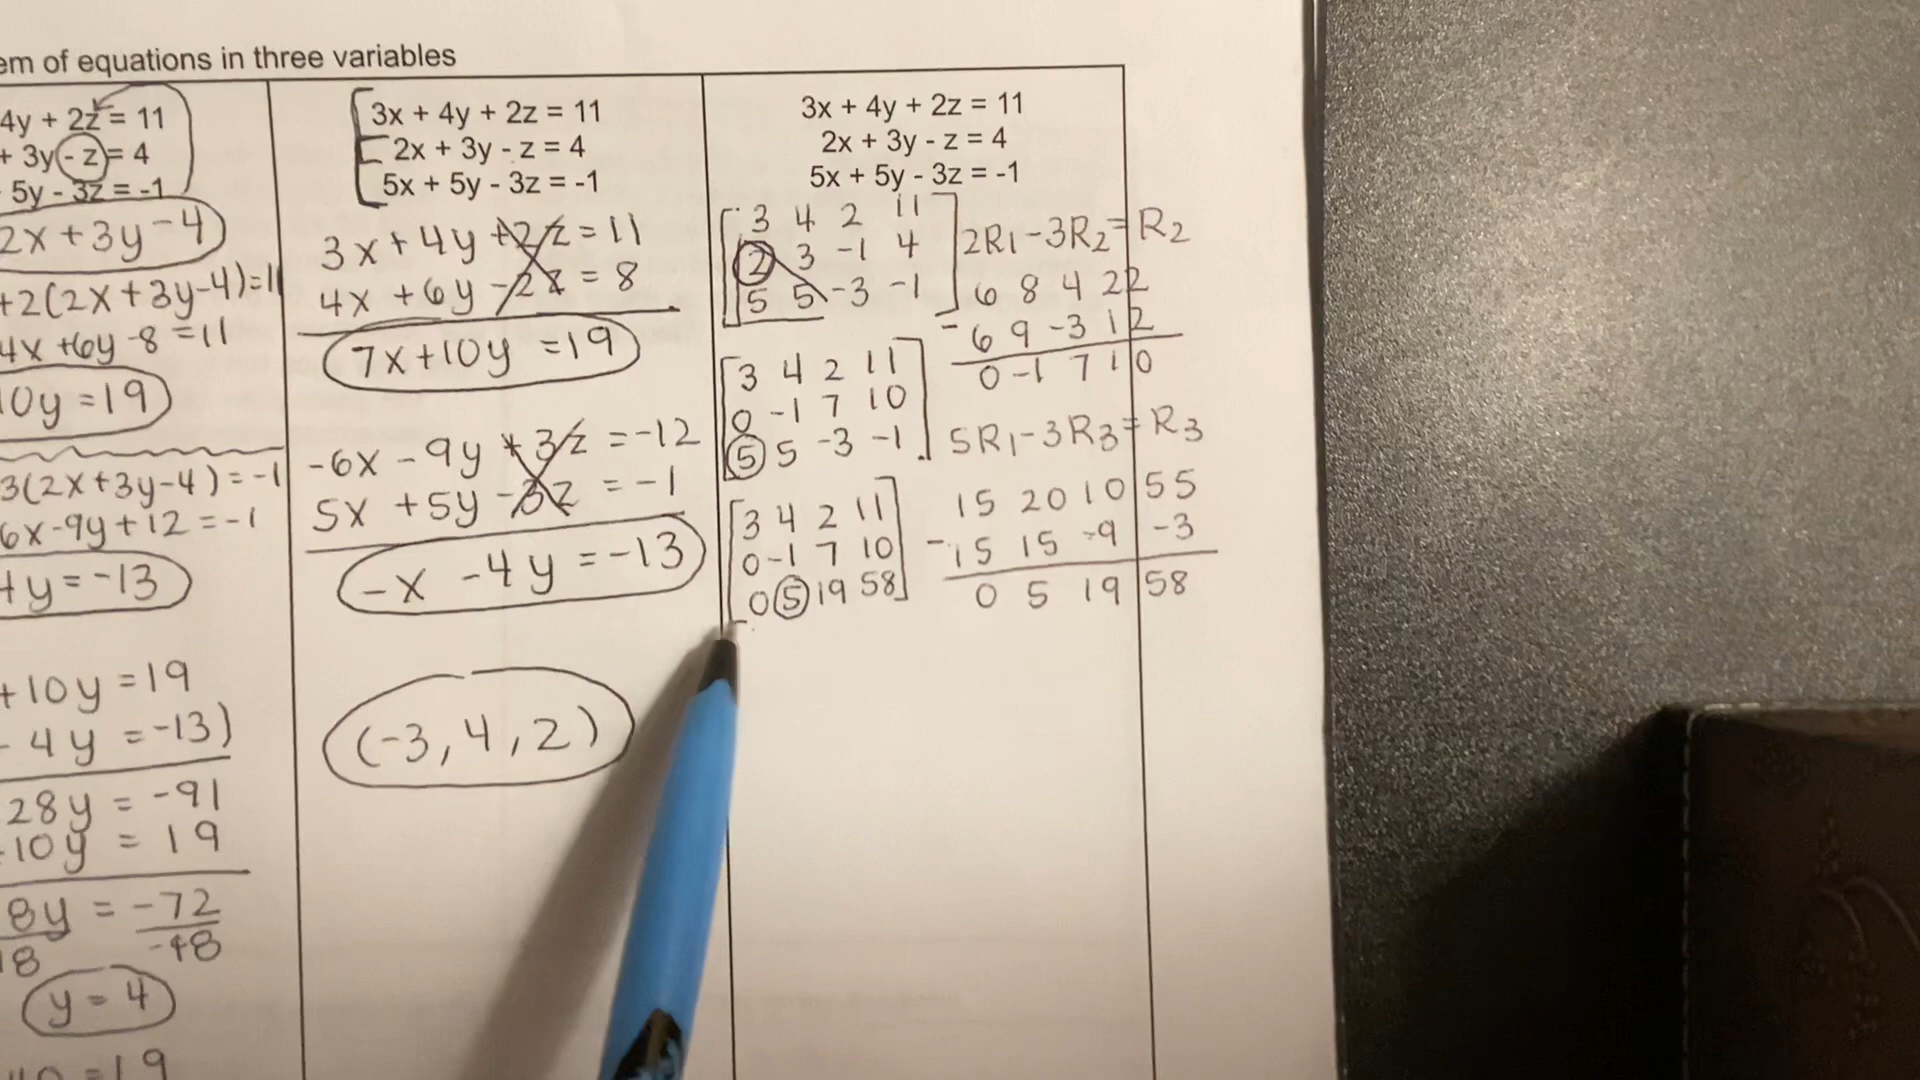 em of equations in three variables
4y + 2z = 11
+ 3y - z = 4
5y - 3z = -1
2x+3y-4
+2(2x+3y-4)=11
4x+6y-8=11
10y=19
3(2x+3y-4)=-1
6x-9y+12=-1
4y=-13
+10y=19
- 4y =-13)
28y = -91
10y = 19
8y = -72
18 -48
y = 4
=19
3x + 4y + 2z = 11
2x + 3y - z = 4
5x + 5y - 3z = -1
3x+4y+2z=11
4x+6y-2z=8
7x+10y=19
-6x-9y+3z=-12
5x+5y-3z=-1
-x-4y=-13
(-3,4,2)
3x + 4y + 2z = 11
2x + 3y - z = 4
5x + 5y - 3z = -1
3 4 2 11
2 3 -1 4 2R1-3R2=R2
5 5 -3 -1 6 8 4 22
-6 9 -3 12
0 -1 7 10
3 4 2 11
0 -1 7 10
5 5 -3 -1 5R1-3R3=R3
3 4 2 11 15 20 10 55
0 -1 7 10 -15 15 -9 -3
0 5 19 58 0 5 19 58